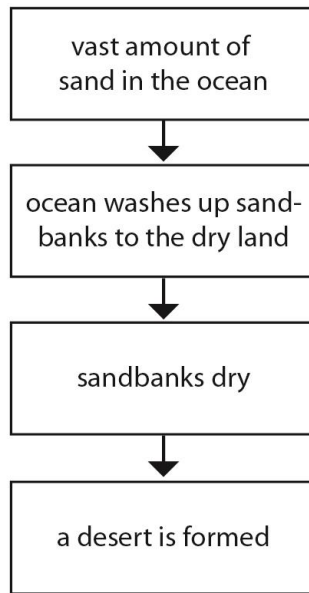 vast amount of
sand in the ocean
ocean washes up sand-
banks to the dry land
sandbanks dry
a desert is formed